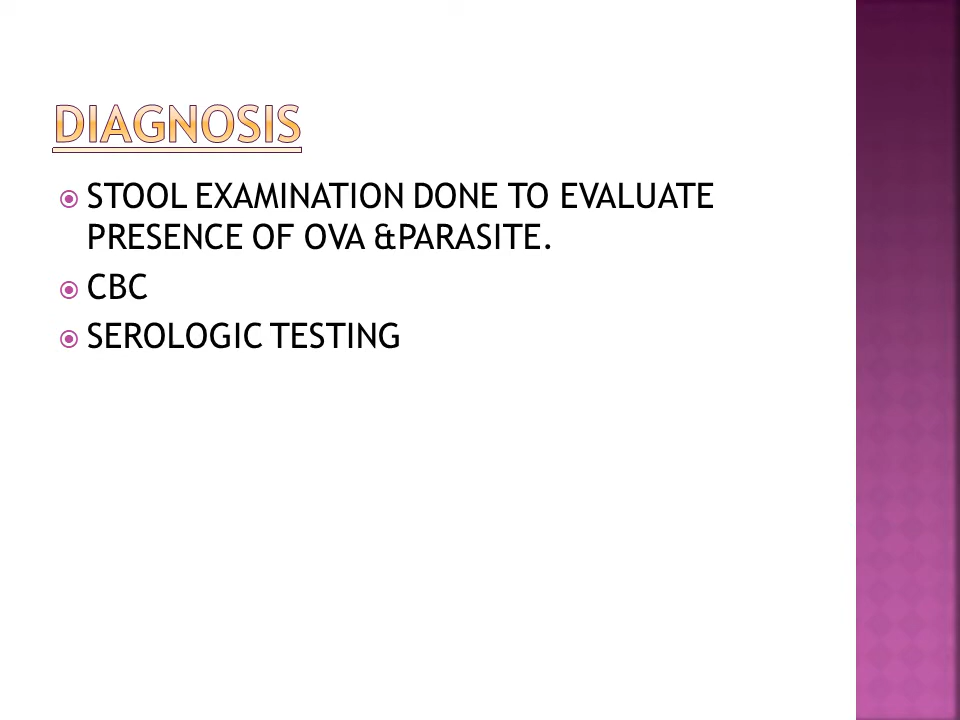 DIAGNOSIS
STOOL EXAMINATION DONE TO EVALUATE
PRESENCE OF OVA &PARASITE.
CBC
SEROLOGIC TESTING